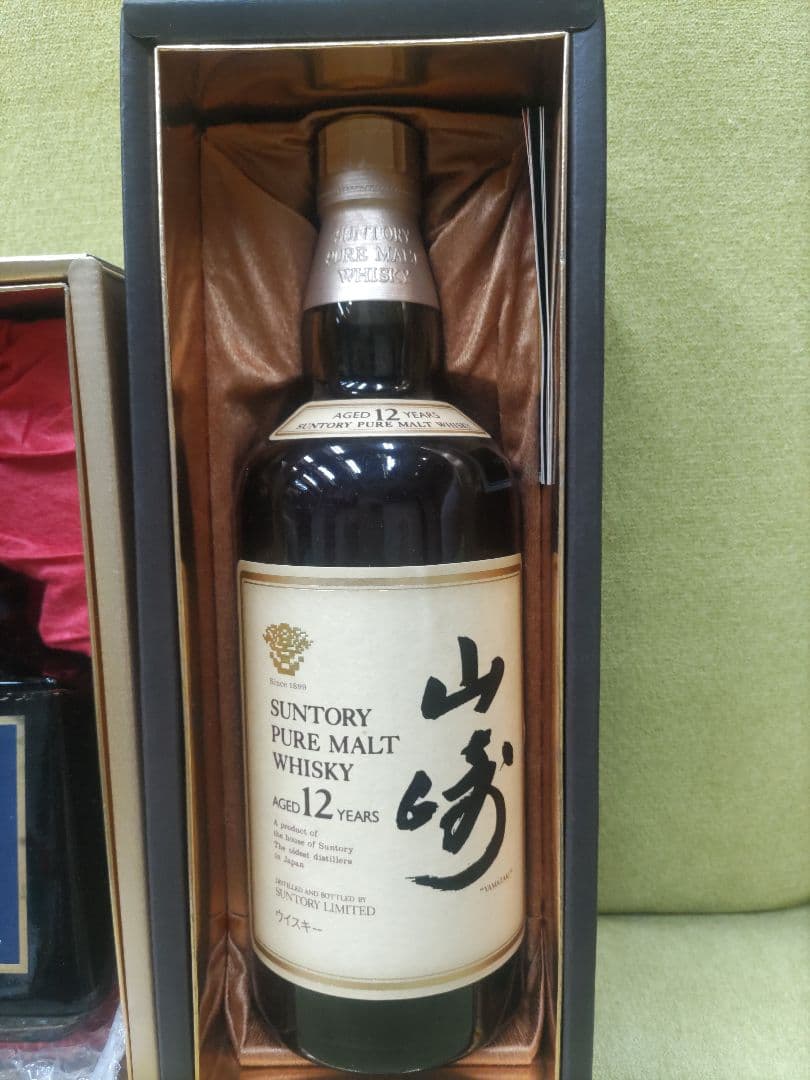 SUNTORY
PURE MALT
WHISKY
AGED 12 YEARS
SUNTORY PURE MALT WHISKY
Since 1899
SUNTORY
PURE MALT
WHISKY
AGED 12 YEARS
A product of
the house of Suntory
The oldest distillers
in Japan
DISTILLED AND BOTTLED BY
SUNTORY LIMITED
ウイスキー
山崎
"YAMAZAKI"